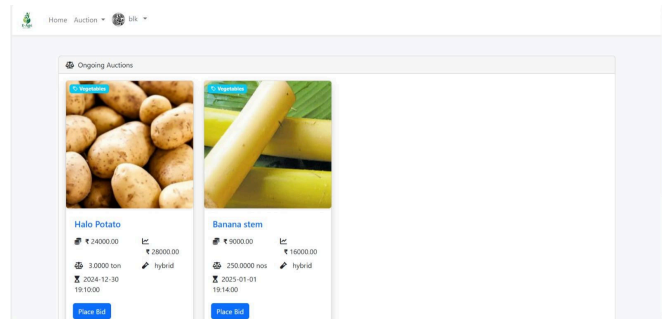 E-Agri
Home Auction blk
Ongoing Auctions
Vegetables
Halo Potato
₹ 24000.00
₹ 28000.00
3.0000 ton
hybrid
2024-12-30
19:10:00
Place Bid
Vegetables
Banana stem
₹ 9000.00
₹ 16000.00
250.0000 nos
hybrid
2025-01-01
19:14:00
Place Bid